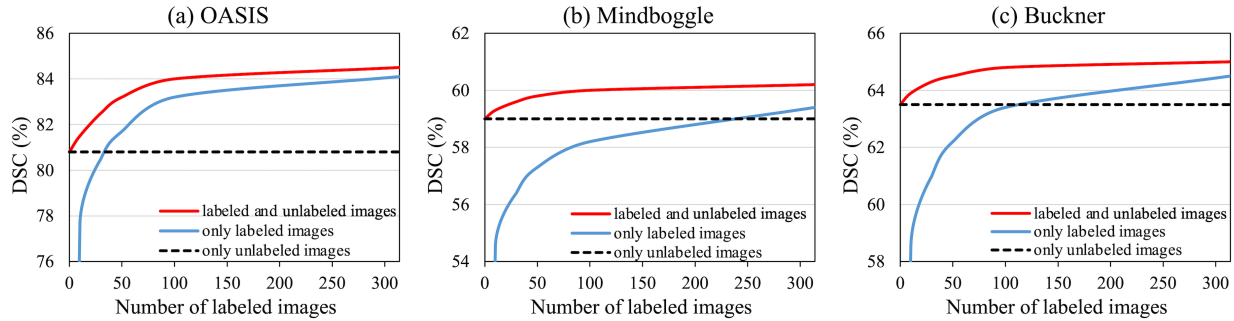 (a) OASIS
DSC (%)
86
84
82
80
78
76
labeled and unlabeled images
only labeled images
only unlabeled images
0 50 100 150 200 250 300
Number of labeled images
(b) Mindboggle
DSC (%)
62
60
58
56
54
labeled and unlabeled images
only labeled images
only unlabeled images
0 50 100 150 200 250 300
Number of labeled images
(c) Buckner
DSC (%)
66
64
62
60
58
labeled and unlabeled images
only labeled images
only unlabeled images
0 50 100 150 200 250 300
Number of labeled images